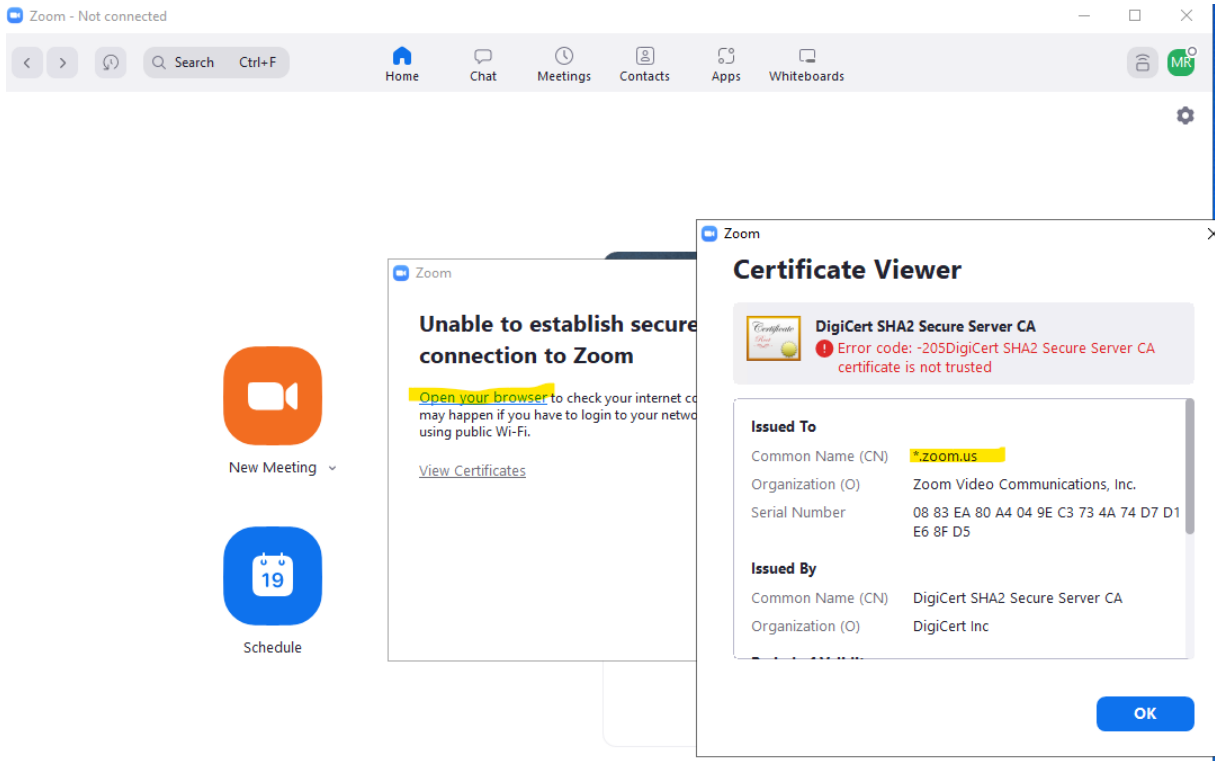 Zoom - Not connected
Search Ctrl+F
Home
Chat
Meetings
Contacts
Apps
Whiteboards
MR
New Meeting
19
Schedule
Zoom
Unable to establish secure
connection to Zoom
Open your browser to check your internet co
may happen if you have to login to your netwo
using public Wi-Fi.
View Certificates
Zoom
Certificate Viewer
Certificate
Root
DigiCert SHA2 Secure Server CA
Error code: -205DigiCert SHA2 Secure Server CA
certificate is not trusted
Issued To
Common Name (CN) *.zoom.us
Organization (O) Zoom Video Communications, Inc.
Serial Number 08 83 EA 80 A4 04 9E C3 73 4A 74 D7 D1
E6 8F D5
Issued By
Common Name (CN) DigiCert SHA2 Secure Server CA
Organization (O) DigiCert Inc
OK